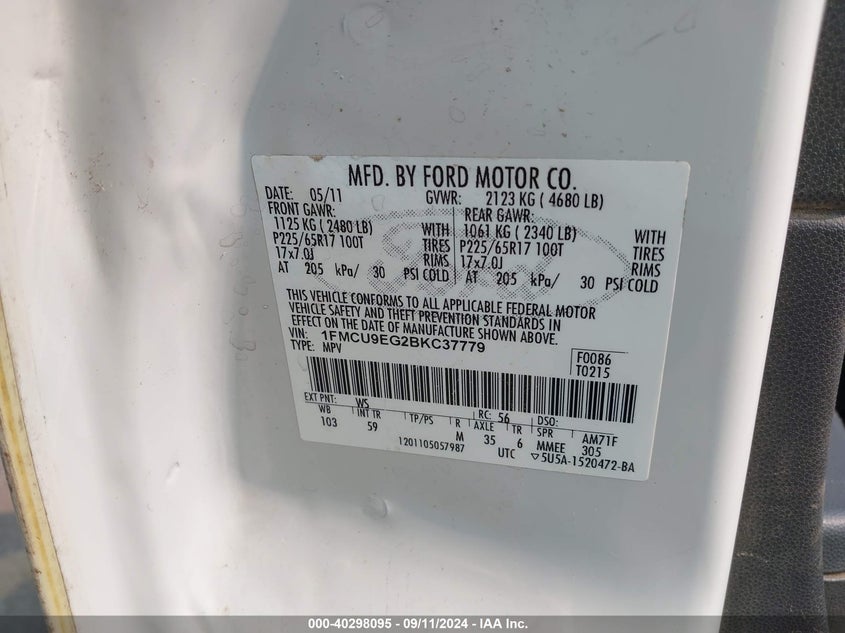 MFD. BY FORD MOTOR CO.
DATE: 05/11 GVWR: 2123 KG ( 4680 LB)
FRONT GAWR: REAR GAWR:
1125 KG ( 2480 LB) WITH 1061 KG ( 2340 LB) WITH
P225/65R17 100T TIRES P225/65R17 100T TIRES
17x7.0J RIMS 17x7.0J RIMS
AT 205 kPa/ 30 PSI COLD AT 205 kPa/ 30 PSI COLD
THIS VEHICLE CONFORMS TO ALL APPLICABLE FEDERAL MOTOR
VEHICLE SAFETY AND THEFT PREVENTION STANDARDS IN
EFFECT ON THE DATE OF MANUFACTURE SHOWN ABOVE.
VIN: 1FMCU9EG2BKC37779
TYPE: MPV
F0086
T0215
EXT PNT: WS RC: 56 DSO:
WB INT TR TP/PS R AXLE TR SPR AM71F
103 59 M 35 6 MMEE 305
1201105057987 UTC ▽5U5A-1520472-BA
000-40298095 - 09/11/2024 - IAA Inc.